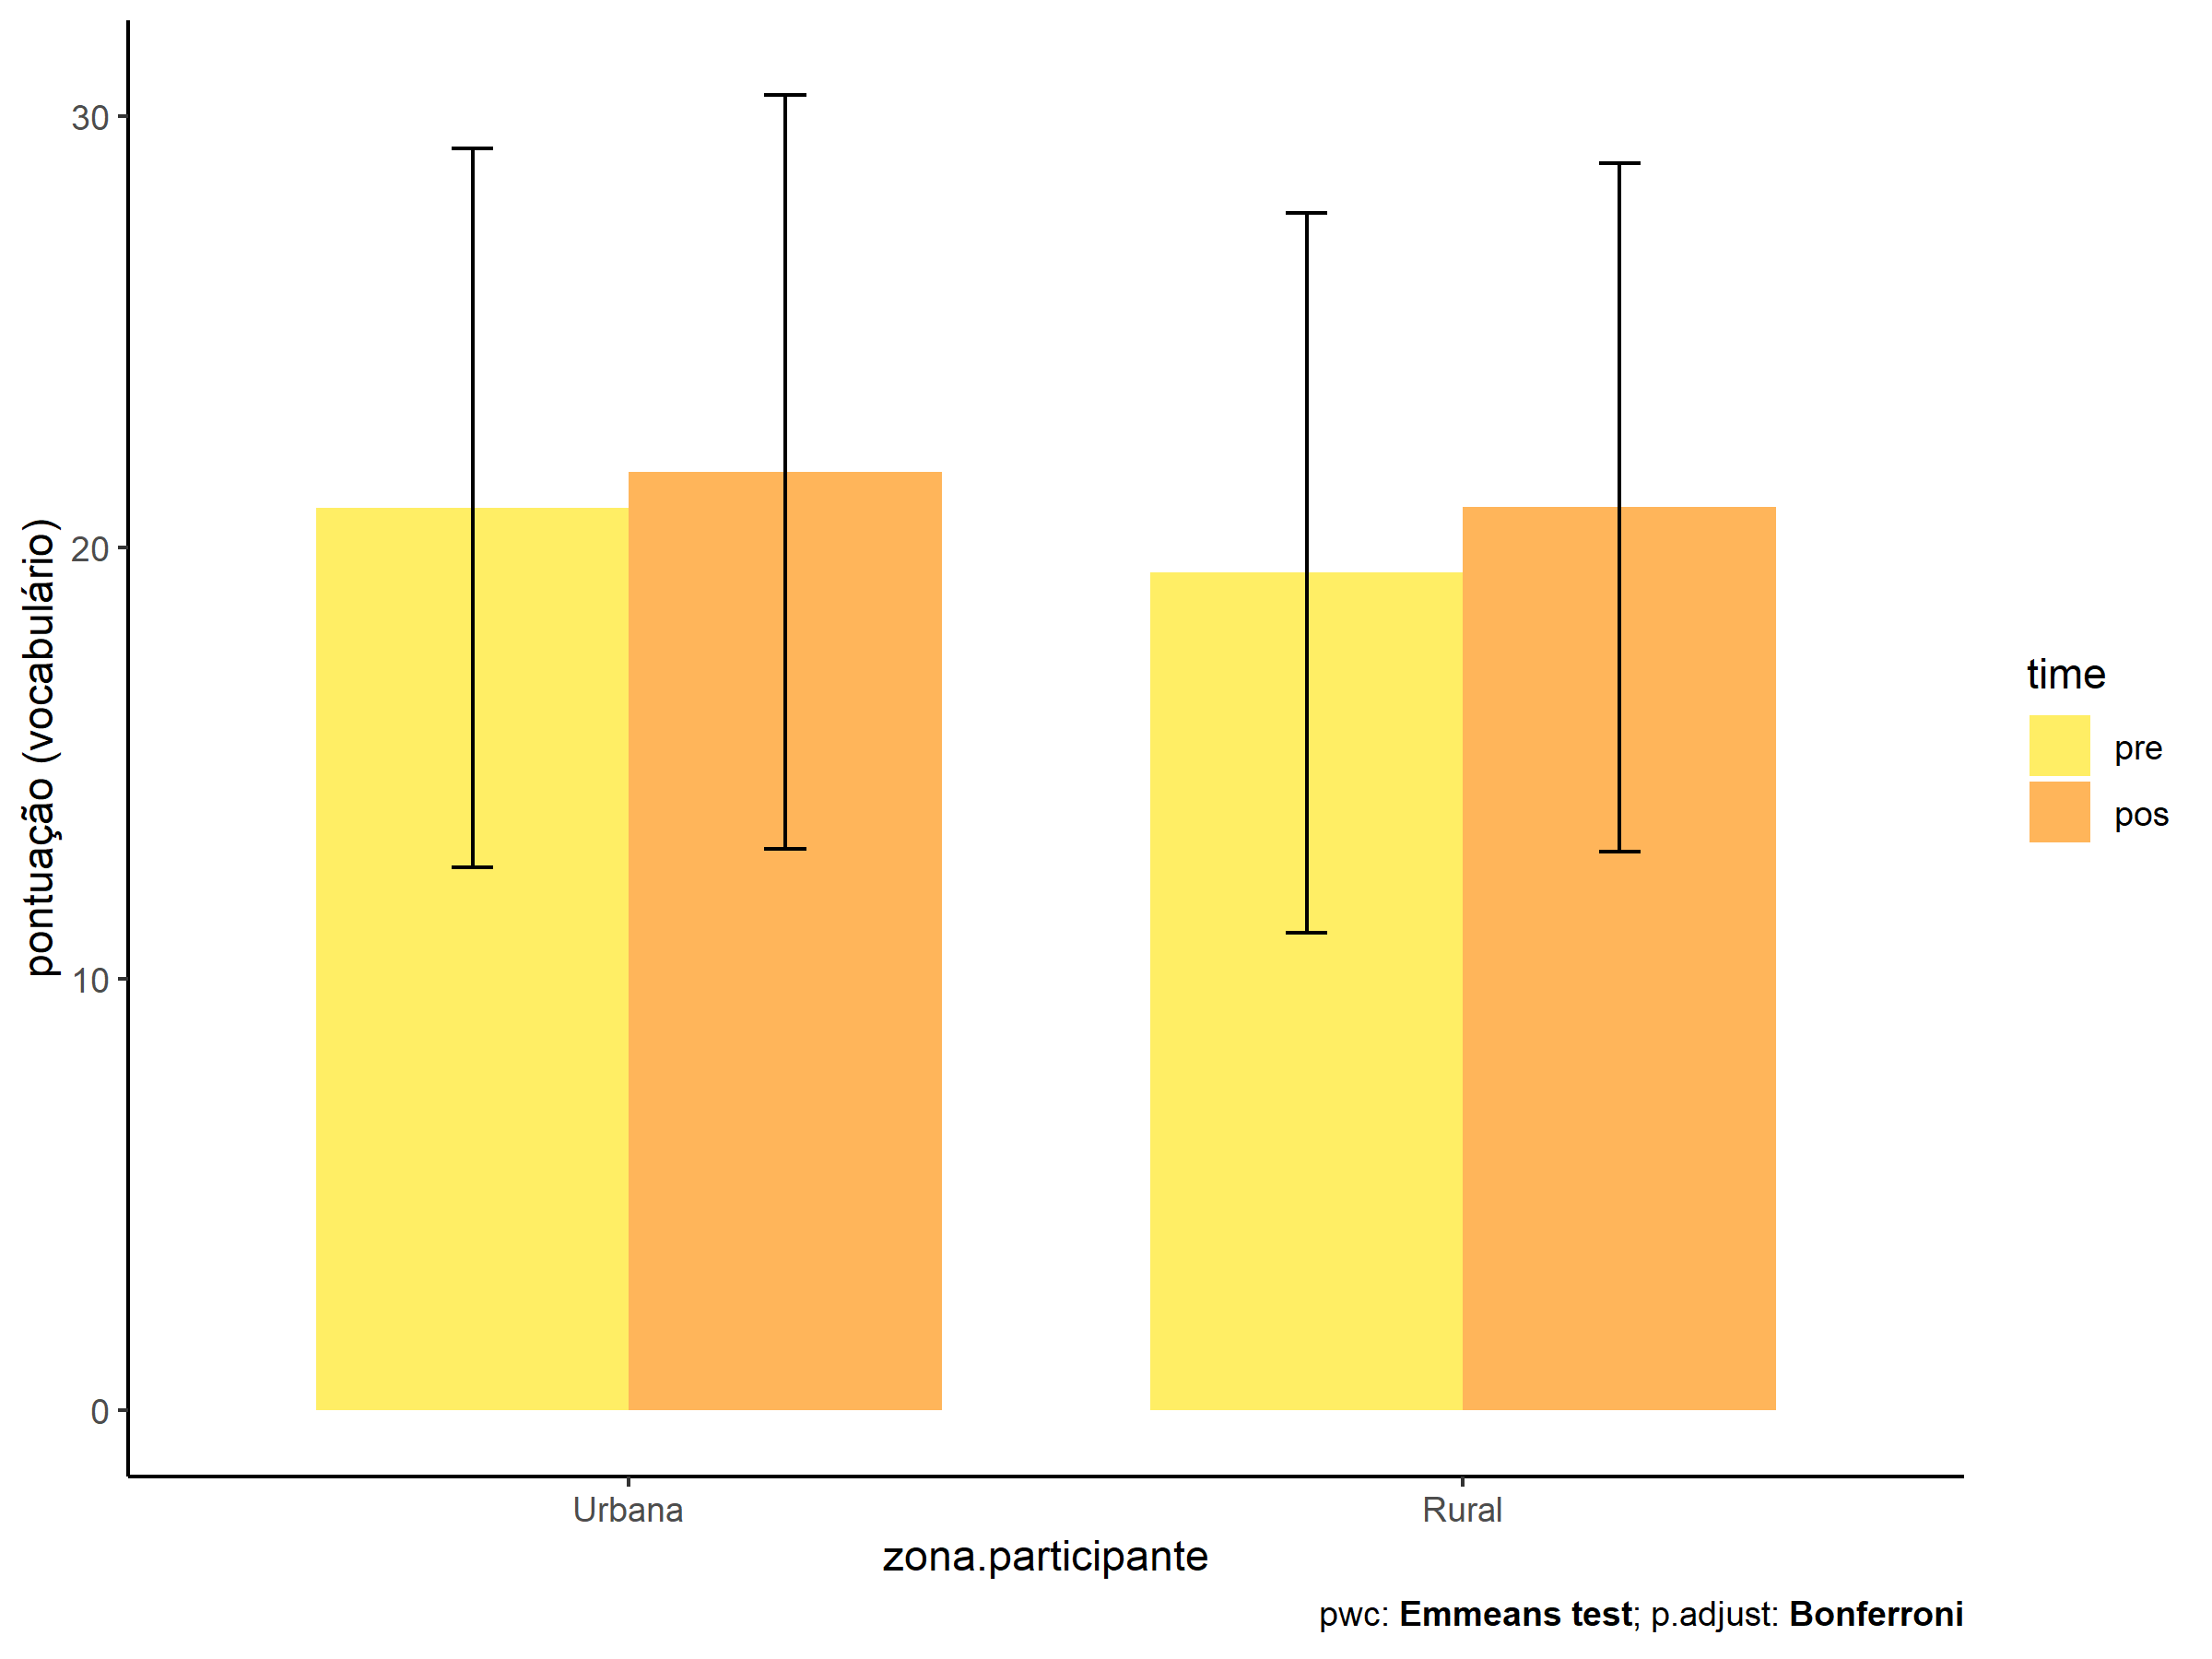 pontuação (vocabulário)
30
20
10
0
Urbana
Rural
zona.participante
time
pre
pos
pwc: Emmeans test; p.adjust: Bonferroni